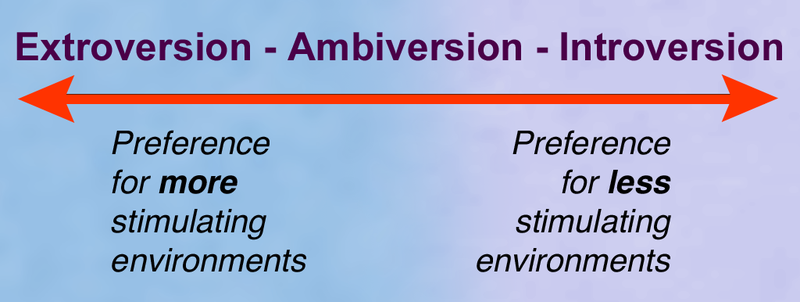 Extroversion - Ambiversion - Introversion
Preference
for more
stimulating
environments
Preference
for less
stimulating
environments